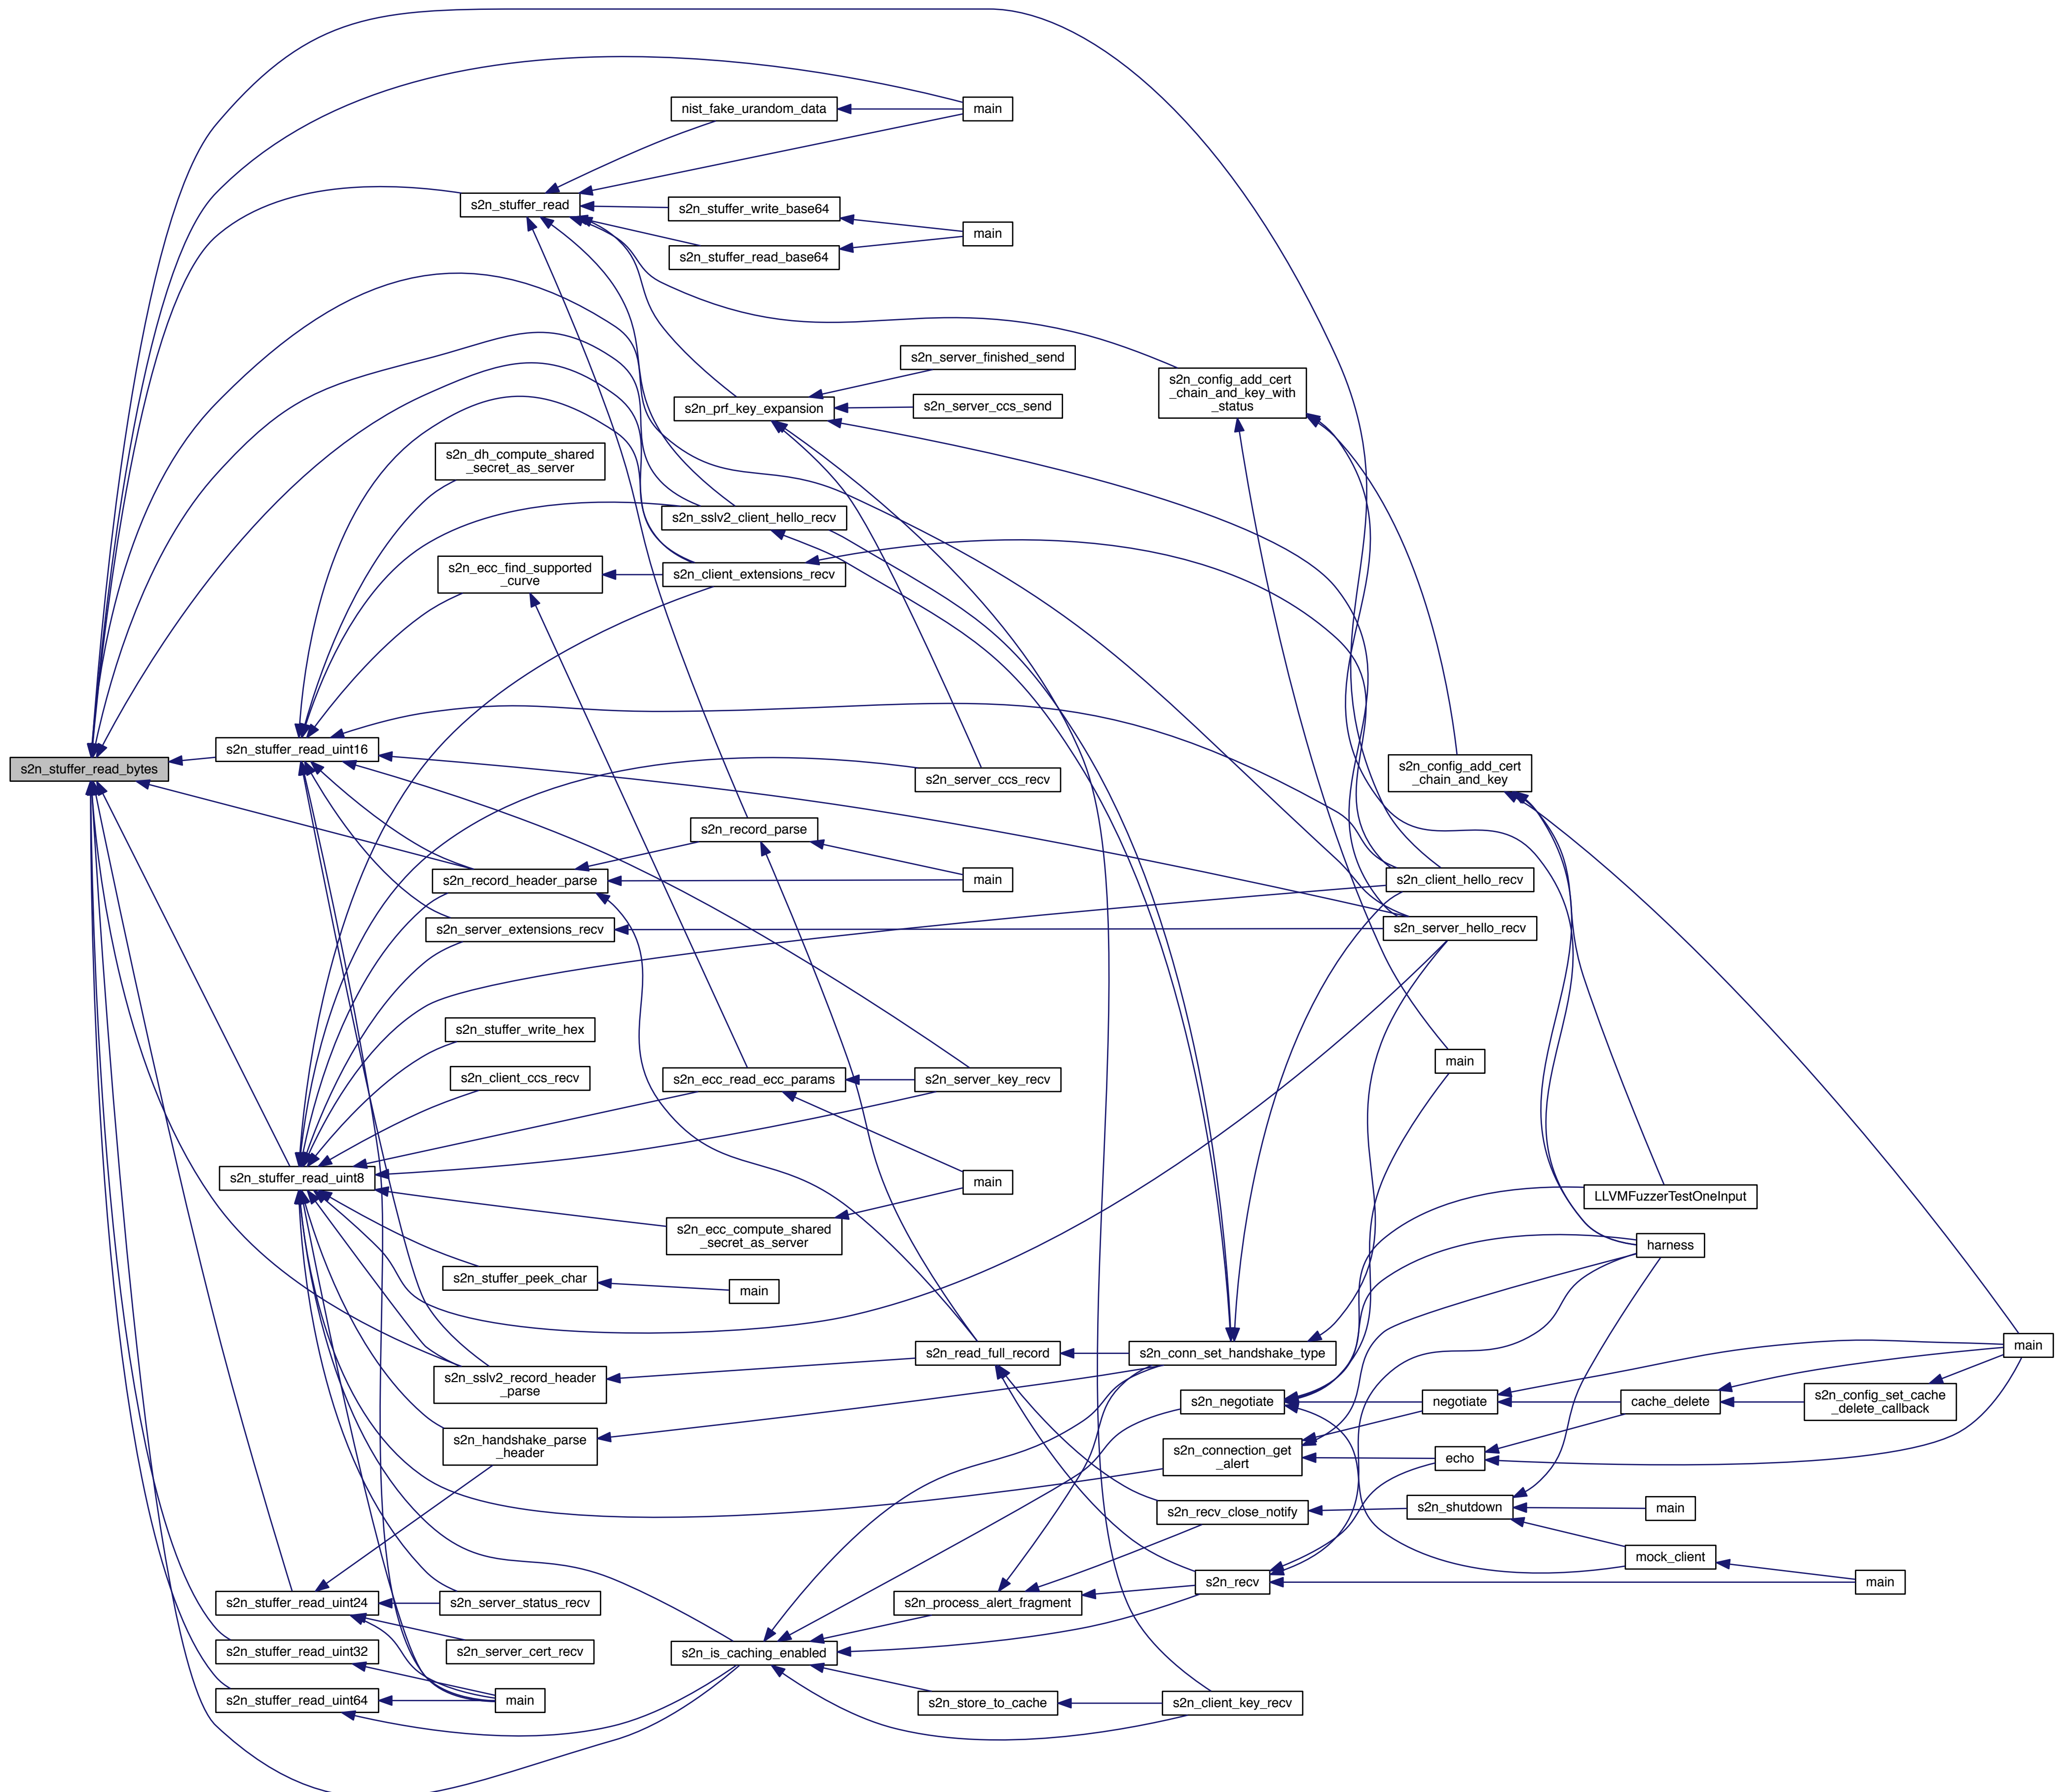 nist_fake_urandom_data
main
s2n_stuffer_read
s2n_stuffer_write_base64
main
s2n_stuffer_read_base64
s2n_server_finished_send
s2n_config_add_cert
_chain_and_key_with
_status
s2n_prf_key_expansion
s2n_server_ccs_send
s2n_dh_compute_shared
_secret_as_server
s2n_sslv2_client_hello_recv
s2n_ecc_find_supported
_curve
s2n_client_extensions_recv
s2n_stuffer_read_uint16
s2n_stuffer_read_bytes
s2n_server_ccs_recv
s2n_config_add_cert
_chain_and_key
s2n_record_parse
s2n_record_header_parse
main
s2n_client_hello_recv
s2n_server_extensions_recv
s2n_server_hello_recv
s2n_stuffer_write_hex
main
s2n_client_ccs_recv
s2n_ecc_read_ecc_params
s2n_server_key_recv
s2n_stuffer_read_uint8
main
LLVMFuzzerTestOneInput
s2n_ecc_compute_shared
_secret_as_server
harness
s2n_stuffer_peek_char
main
s2n_read_full_record
s2n_conn_set_handshake_type
main
s2n_sslv2_record_header
_parse
s2n_negotiate
negotiate
cache_delete
s2n_config_set_cache
_delete_callback
s2n_handshake_parse
_header
s2n_connection_get
_alert
echo
s2n_recv_close_notify
s2n_shutdown
main
mock_client
s2n_recv
main
s2n_stuffer_read_uint24
s2n_server_status_recv
s2n_process_alert_fragment
s2n_stuffer_read_uint32
s2n_server_cert_recv
s2n_is_caching_enabled
s2n_stuffer_read_uint64
main
s2n_store_to_cache
s2n_client_key_recv